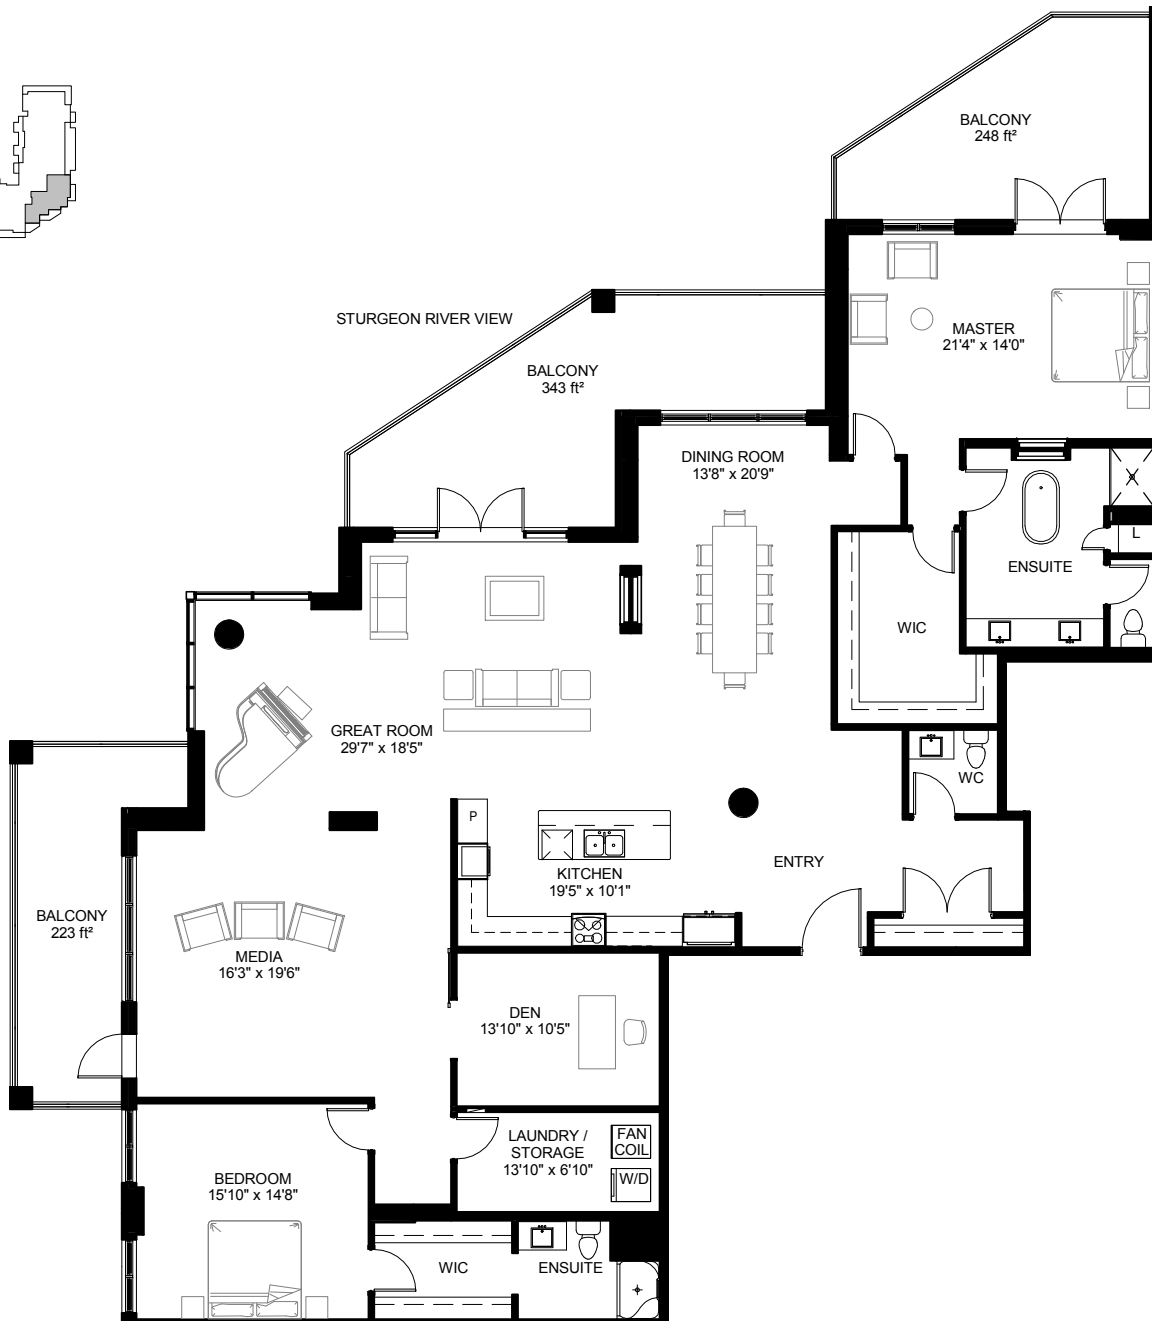 BALCONY
248 ft²
STURGEON RIVER VIEW
MASTER
21'4" x 14'0"
BALCONY
343 ft²
DINING ROOM
13'8" x 20'9"
L
ENSUITE
WIC
GREAT ROOM
29'7" x 18'5"
WC
P
ENTRY
KITCHEN
19'5" x 10'1"
BALCONY
223 ft²
MEDIA
16'3" x 19'6"
DEN
13'10" x 10'5"
LAUNDRY /
STORAGE
13'10" x 6'10"
FAN
COIL
W/D
BEDROOM
15'10" x 14'8"
WIC
ENSUITE